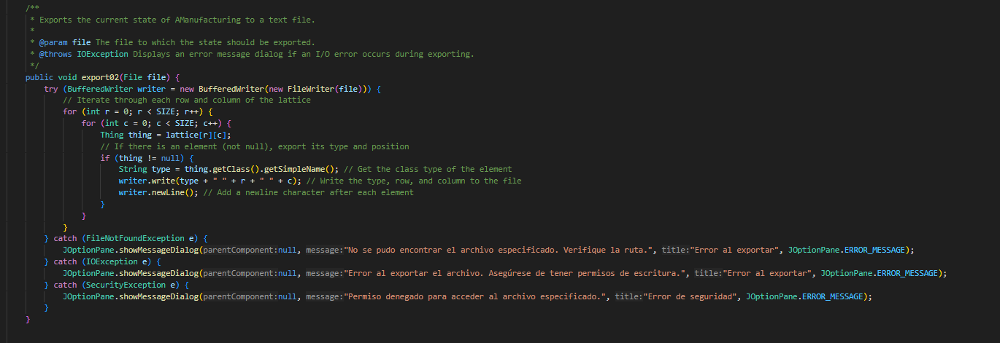 /**
 * Exports the current state of AManufacturing to a text file.
 *
 * @param file The file to which the state should be exported.
 * @throws IOException Displays an error message dialog if an I/O error occurs during exporting.
 */
public void export02(File file) {
    try (BufferedWriter writer = new BufferedWriter(new FileWriter(file))) {
        // Iterate through each row and column of the lattice
        for (int r = 0; r < SIZE; r++) {
            for (int c = 0; c < SIZE; c++) {
                Thing thing = lattice[r][c];
                // If there is an element (not null), export its type and position
                if (thing != null) {
                    String type = thing.getClass().getSimpleName(); // Get the class type of the element
                    writer.write(type + " " + r + " " + c); // Write the type, row, and column to the file
                    writer.newLine(); // Add a newline character after each element
                }
            }
        }
    } catch (FileNotFoundException e) {
        JOptionPane.showMessageDialog(parentComponent:null, message:"No se pudo encontrar el archivo especificado. Verifique la ruta.", title:"Error al exportar", JOptionPane.ERROR_MESSAGE);
    } catch (IOException e) {
        JOptionPane.showMessageDialog(parentComponent:null, message:"Error al exportar el archivo. Asegúrese de tener permisos de escritura.", title:"Error al exportar", JOptionPane.ERROR_MESSAGE);
    } catch (SecurityException e) {
        JOptionPane.showMessageDialog(parentComponent:null, message:"Permiso denegado para acceder al archivo especificado.", title:"Error de seguridad", JOptionPane.ERROR_MESSAGE);
    }
}